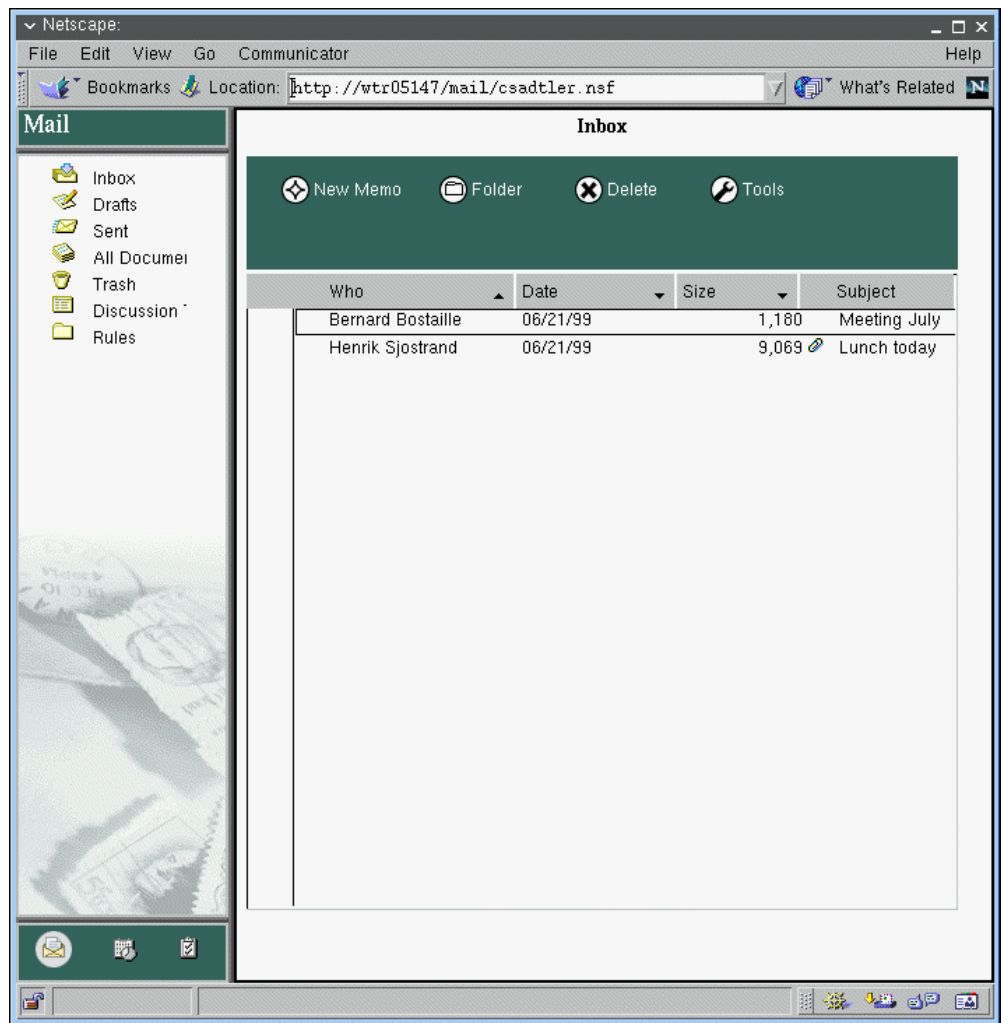 Netscape:
File Edit View Go Communicator Help
Bookmarks Location: http://wtr05147/mail/csadtler.nsf What's Related N
Mail
Inbox
Drafts
Sent
All Documei
Trash
Discussion
Rules
Inbox
New Memo Folder Delete Tools
Who Date Size Subject
Bernard Bostaille 06/21/99 1,180 Meeting July
Henrik Sjostrand 06/21/99 9,069 Lunch today